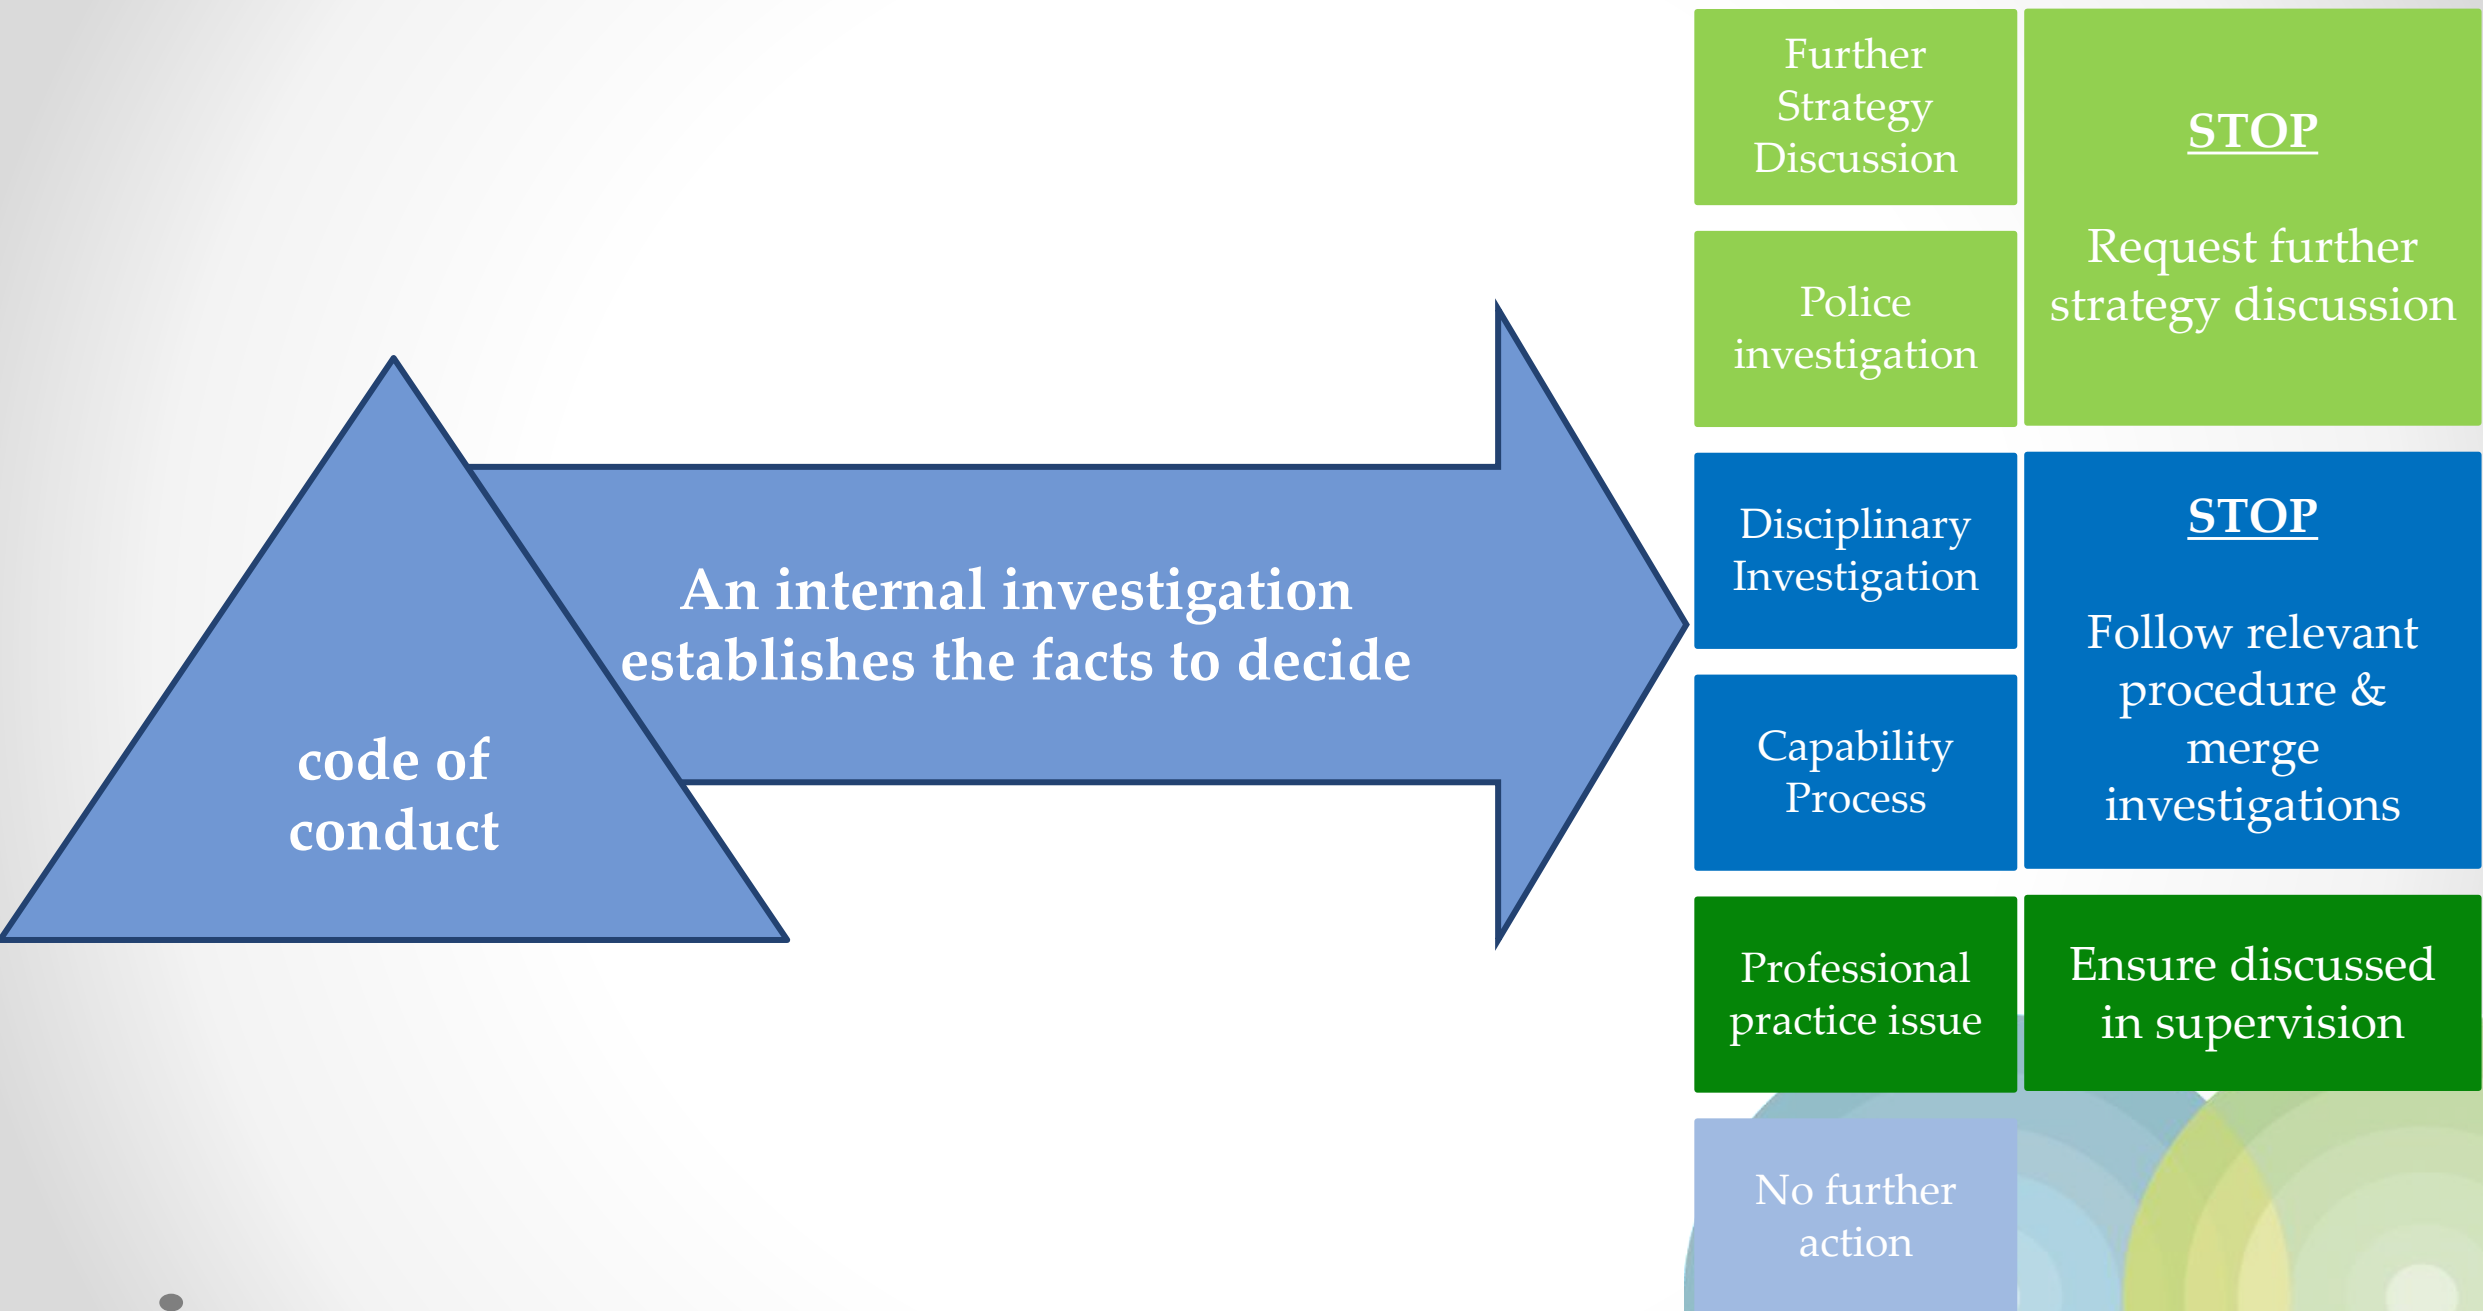 code of
conduct
An internal investigation
establishes the facts to decide
Further
Strategy
Discussion
STOP
Request further
strategy discussion
Police
investigation
Disciplinary
Investigation
STOP
Follow relevant
procedure &
merge
investigations
Capability
Process
Professional
practice issue
Ensure discussed
in supervision
No further
action